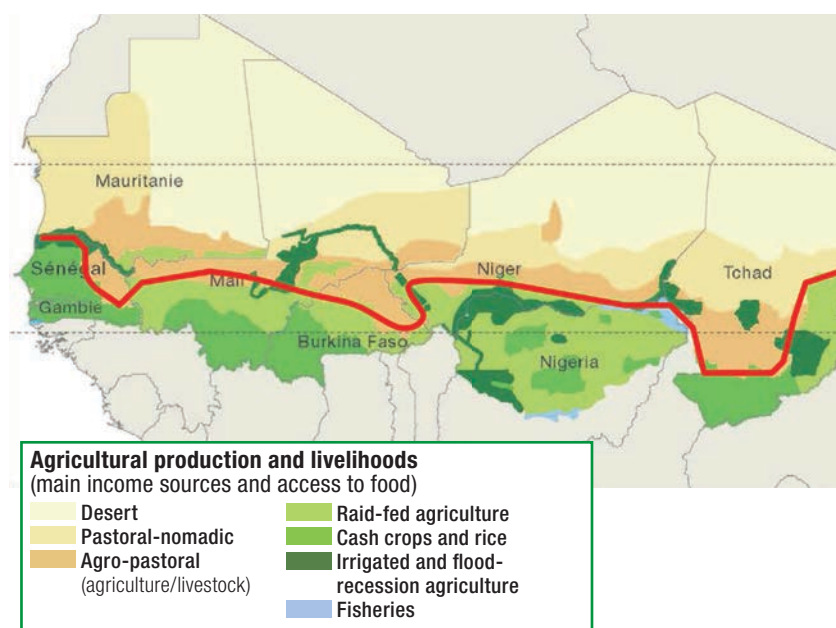 Mauritanie
Sénégal
Gambie
Mali
Burkina Faso
Niger
Nigeria
Tchad
Agricultural production and livelihoods
(main income sources and access to food)
Desert
Pastoral-nomadic
Agro-pastoral
(agriculture/livestock)
Raid-fed agriculture
Cash crops and rice
Irrigated and flood-
recession agriculture
Fisheries